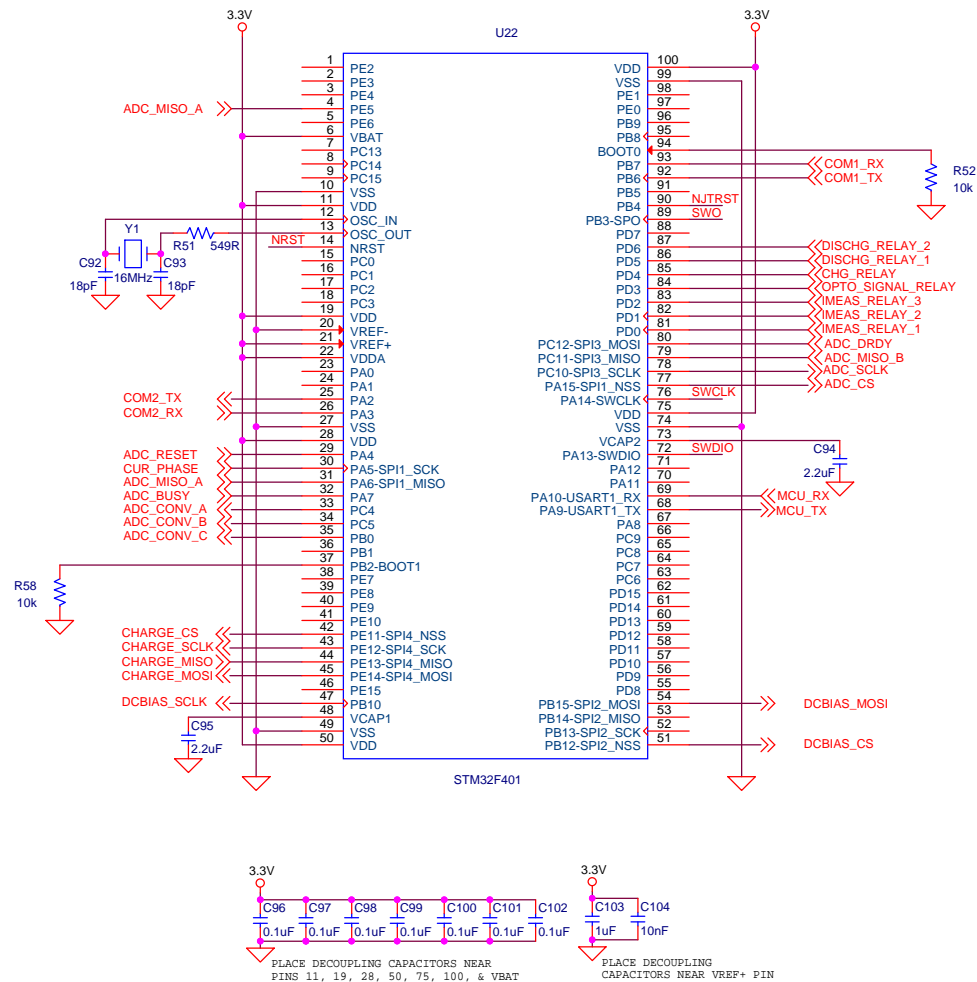 3.3V
3.3V
U22
1 PE2
2 PE3
3 PE4
ADC_MISO_A 4 PE5
5 PE6
6 VBAT
7 PC13
8 PC14
9 PC15
10 VSS
11 VDD
12 OSC_IN
13 OSC_OUT
NRST 14 NRST
15 PC0
16 PC1
17 PC2
18 PC3
19 VDD
20 VREF-
21 VREF+
22 VDDA
23 PA0
24 PA1
COM2_TX 25 PA2
COM2_RX 26 PA3
27 VSS
28 VDD
ADC_RESET 29 PA4
CUR_PHASE 30 PA5-SPI1_SCK
ADC_MISO_A 31 PA6-SPI1_MISO
ADC_BUSY 32 PA7
ADC_CONV_A 33 PC4
ADC_CONV_B 34 PC5
ADC_CONV_C 35 PB0
36 PB1
37 PB2-BOOT1
38 PE7
39 PE8
40 PE9
41 PE10
CHARGE_CS 42 PE11-SPI4_NSS
CHARGE_SCLK 43 PE12-SPI4_SCK
CHARGE_MISO 44 PE13-SPI4_MISO
CHARGE_MOSI 45 PE14-SPI4_MOSI
46 PE15
DCBIAS_SCLK 47 PB10
48 VCAP1
49 VSS
50 VDD
Y1
R51 549R
C92
C93
16MHz
18pF
18pF
R58
10k
C95
2.2uF
VDD 100
VSS 99
PE1 98
PE0 97
PB9 96
PB8 95
BOOT0 94
PB7 93 COM1_RX
PB6 92 COM1_TX
PB5 91
PB4 90 NJTRST
PB3-SPO 89 SWO
PD7 88
PD6 87 DISCHG_RELAY_2
PD5 86 DISCHG_RELAY_1
PD4 85 CHG_RELAY
PD3 84 OPTO_SIGNAL_RELAY
PD2 83 IMEAS_RELAY_3
PD1 82 IMEAS_RELAY_2
PD0 81 IMEAS_RELAY_1
PC12-SPI3_MOSI 80 ADC_DRDY
PC11-SPI3_MISO 79 ADC_MISO_B
PC10-SPI3_SCLK 78 ADC_SCLK
PA15-SPI1_NSS 77 ADC_CS
PA14-SWCLK 76 SWCLK
VDD 75
VSS 74
VCAP2 73
PA13-SWDIO 72 SWDIO
PA12 71
PA11 70
PA10-USART1_RX 69 MCU_RX
PA9-USART1_TX 68 MCU_TX
PA8 67
PC9 66
PC8 65
PC7 64
PC6 63
PD15 62
PD14 61
PD13 60
PD12 59
PD11 58
PD10 57
PD9 56
PD8 55
PB15-SPI2_MOSI 54 DCBIAS_MOSI
PB14-SPI2_MISO 53
PB13-SPI2_SCK 52
PB12-SPI2_NSS 51 DCBIAS_CS
R52
10k
C94
2.2uF
STM32F401
3.3V
C96 C97 C98 C99 C100 C101 C102
0.1uF 0.1uF 0.1uF 0.1uF 0.1uF 0.1uF 0.1uF
PLACE DECOUPLING CAPACITORS NEAR
PINS 11, 19, 28, 50, 75, 100, & VBAT
3.3V
C103 C104
1uF 10nF
PLACE DECOUPLING
CAPACITORS NEAR VREF+ PIN